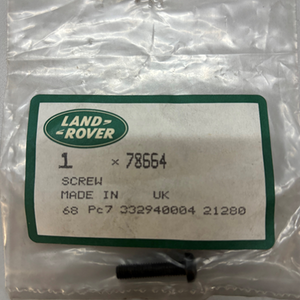 LAND-
-ROVER
1 × 78664
SCREW
MADE IN UK
68 Pc7 332940004 21280